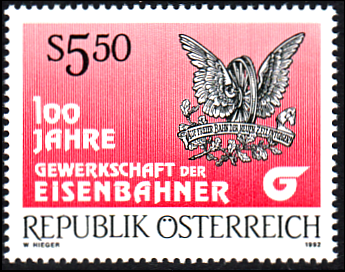 S5.50
100
JAHRE
GEWERKSCHAFT DER
EISENBAHNER
G
REPUBLIK ÖSTERREICH
W HIEGER 1992